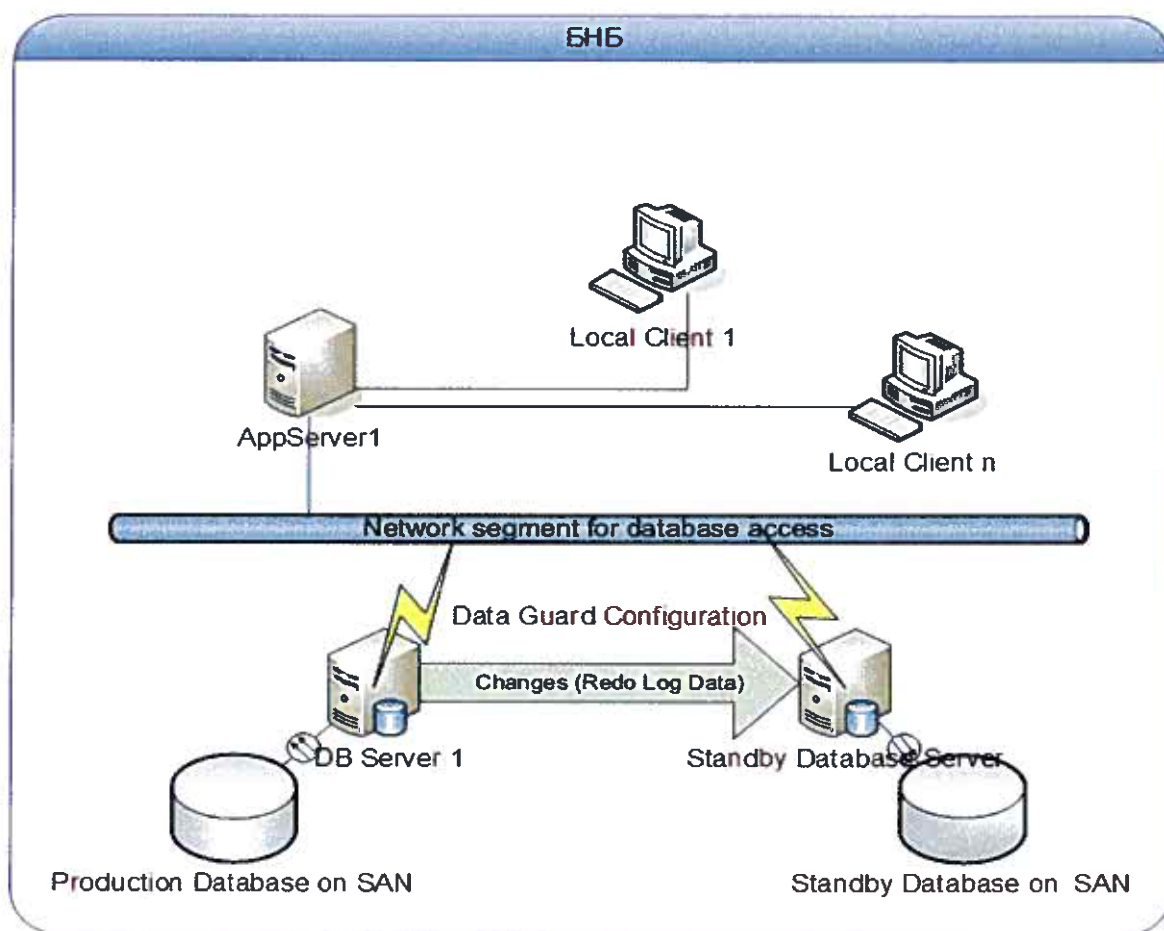 БНБ
Local Client 1
AppServer1
Local Client n
Network segment for database access
Data Guard Configuration
Changes (Redo Log Data)
DB Server 1
Standby Database Server
Production Database on SAN
Standby Database on SAN